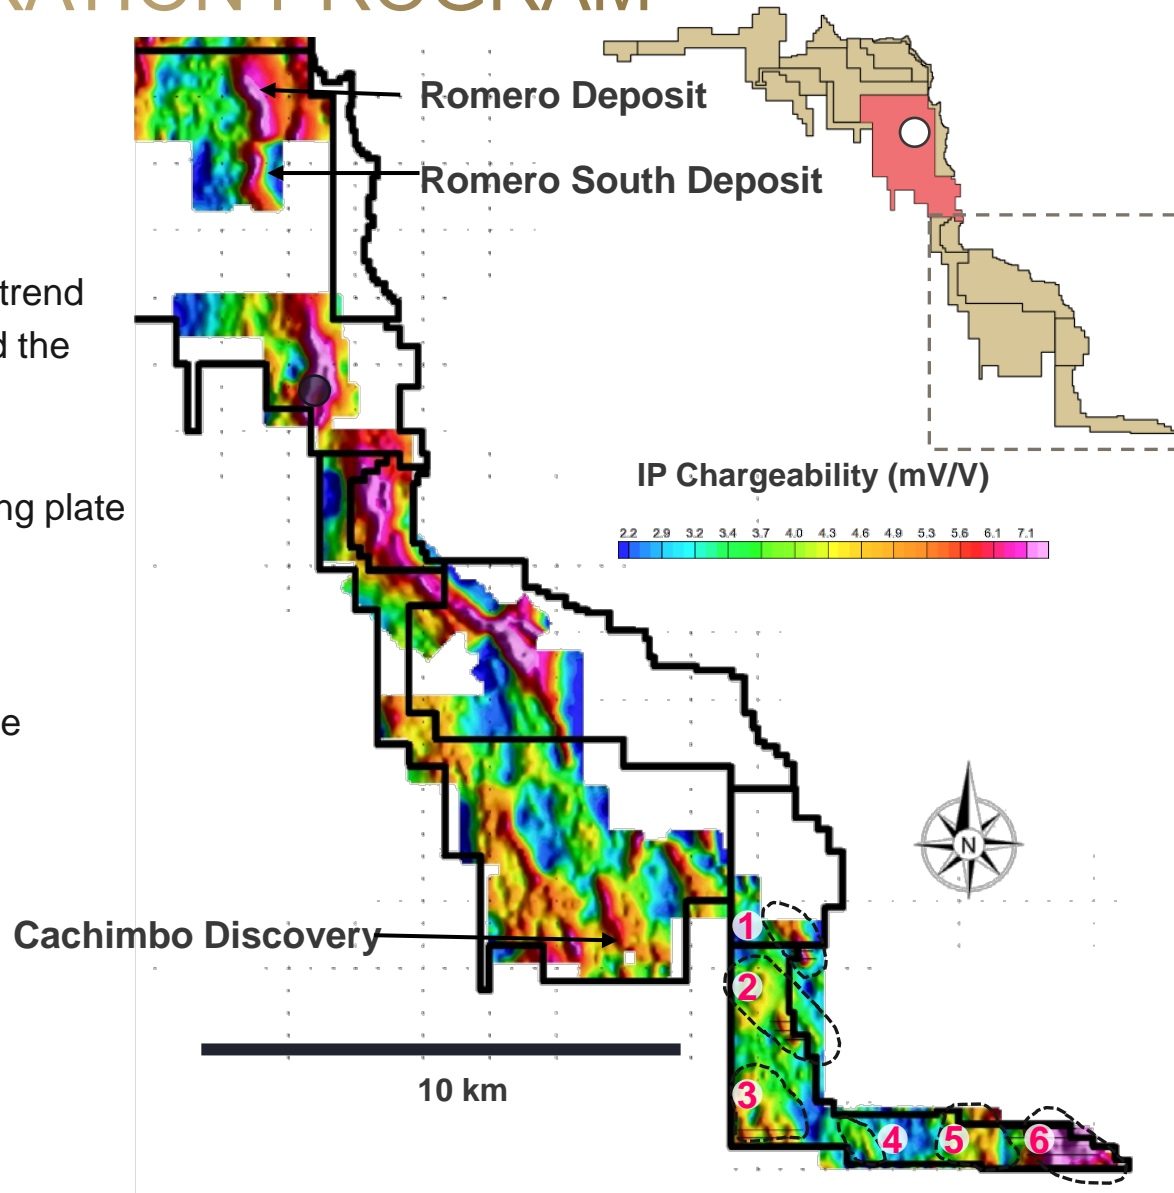 RATION PROGRAM
Romero Deposit
Romero South Deposit
trend
d the
IP Chargeability (mV/V)
2.2 2.9 3.2 3.4 3.7 4.0 4.3 4.6 4.9 5.3 5.6 6.1 7.1
ng plate
e
N
Cachimbo Discovery
1
2
10 km
3
4 5 6